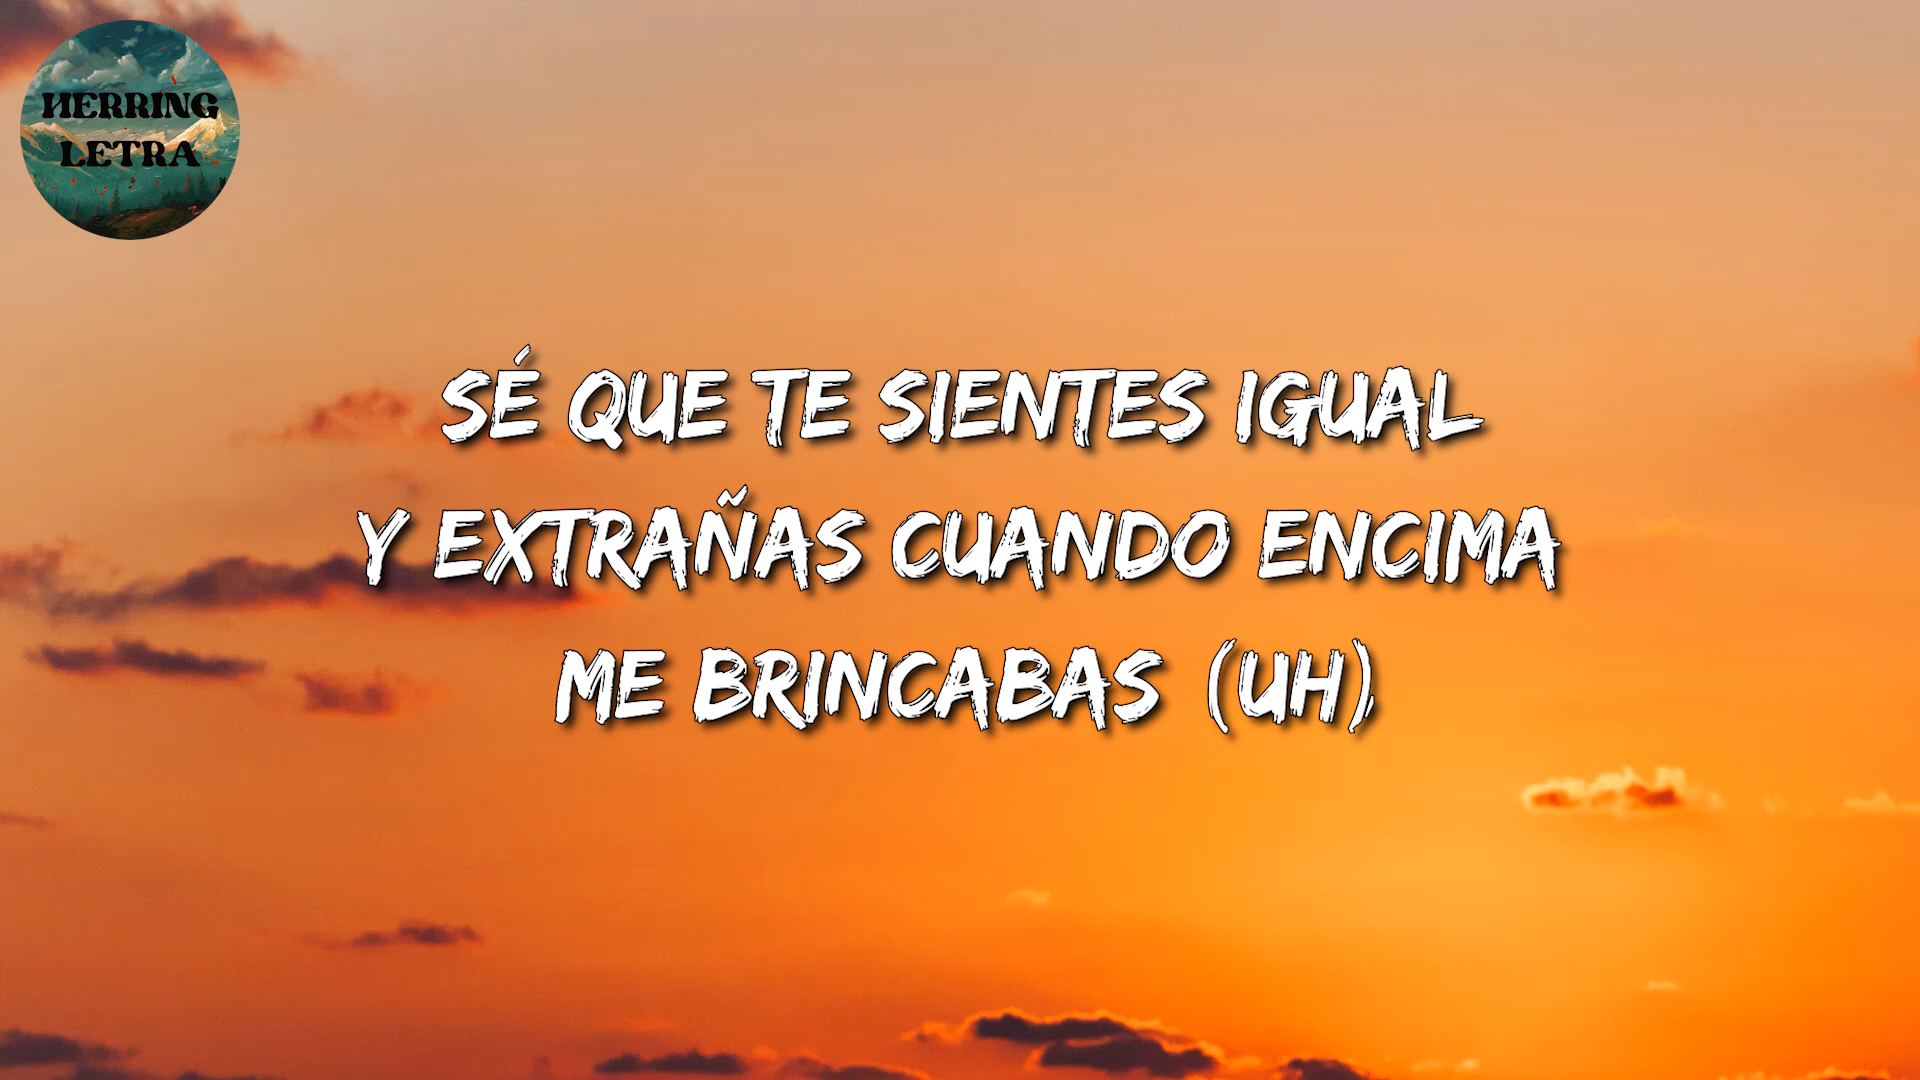 HERRING
LETRA
SÉ QUE TE SIENTES IGUAL
Y EXTRAÑAS CUANDO ENCIMA
ME BRINCABAS (UH)